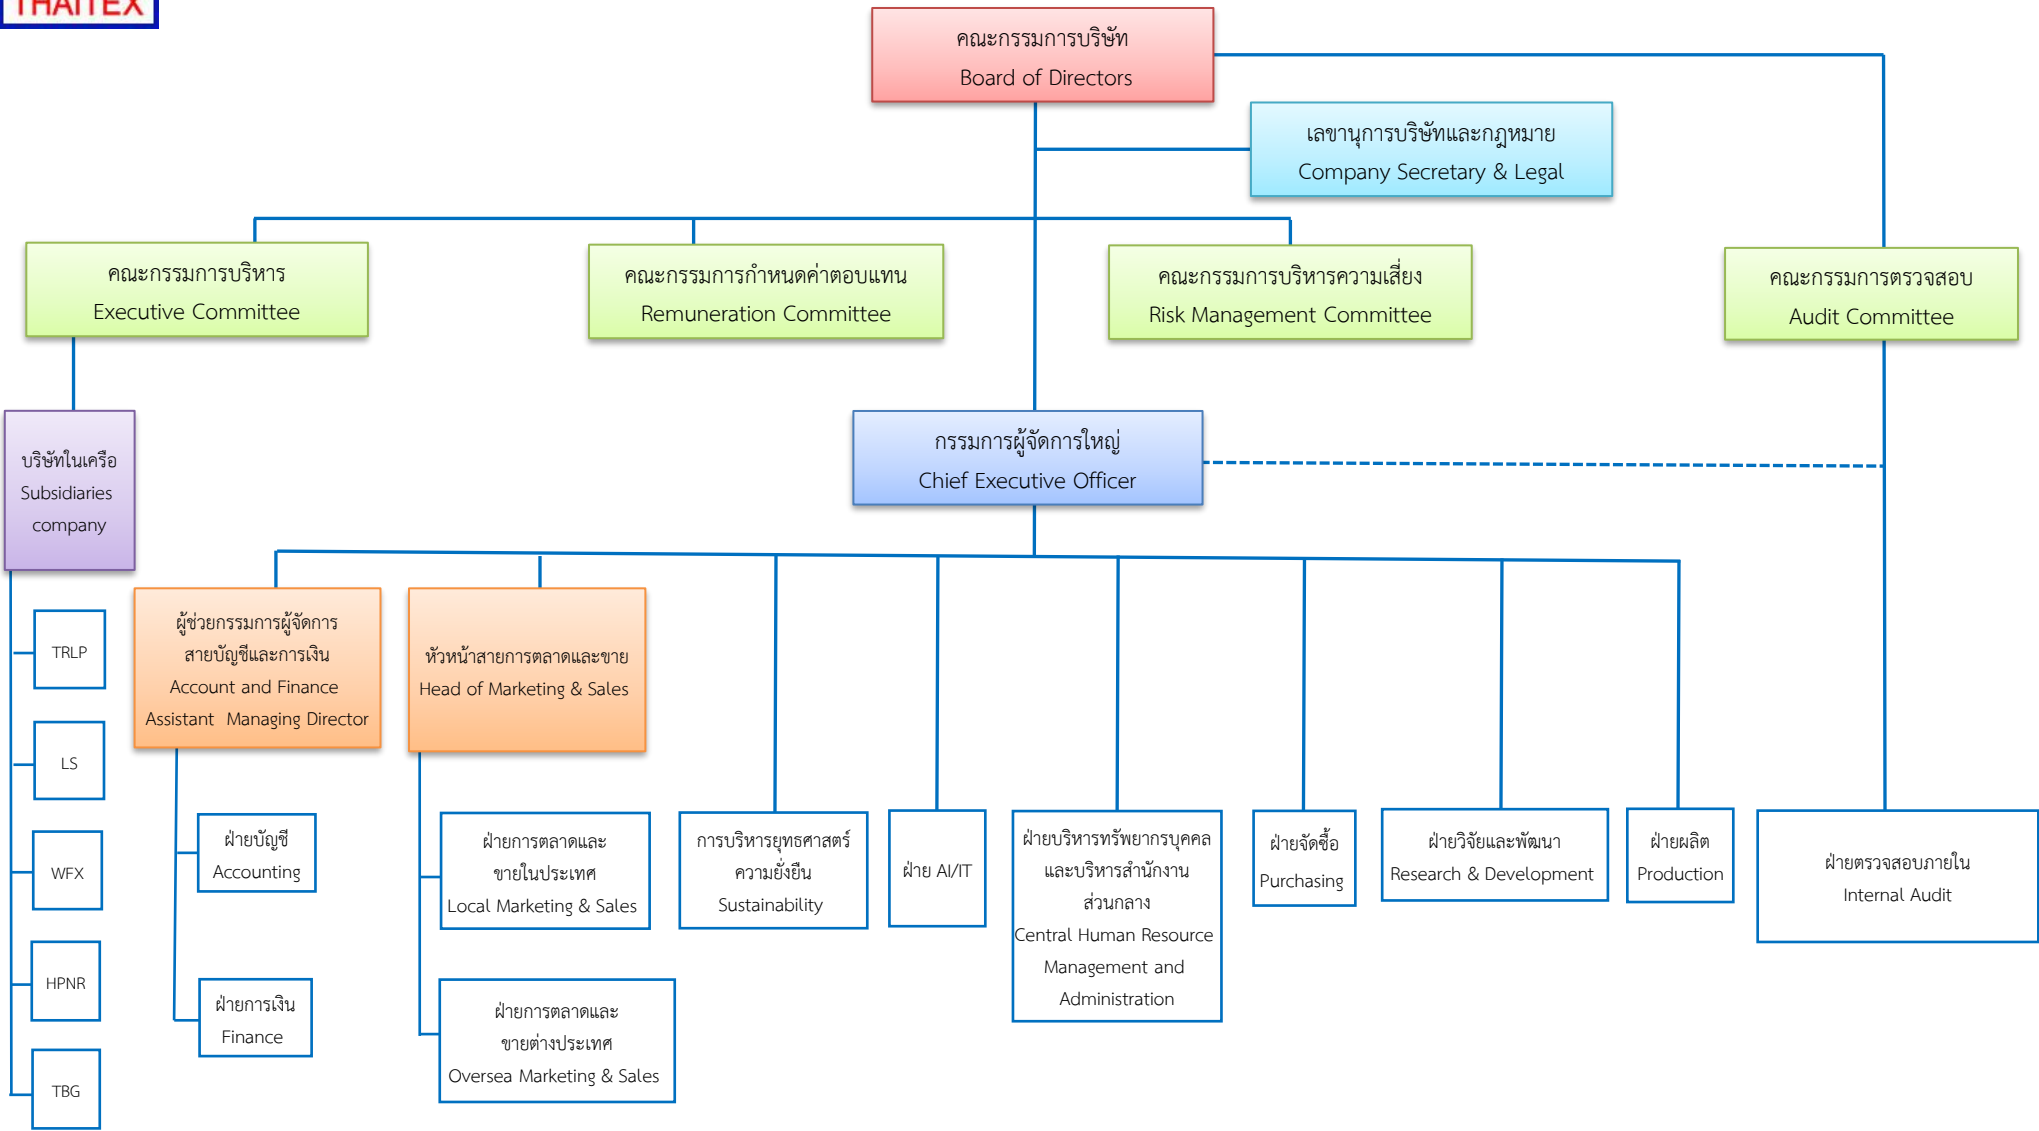 THAITEX
คณะกรรมการบริษัท
Board of Directors
เลขานุการบริษัทและกฎหมาย
Company Secretary & Legal
คณะกรรมการบริหาร
Executive Committee
คณะกรรมการกำหนดค่าตอบแทน
Remuneration Committee
คณะกรรมการบริหารความเสี่ยง
Risk Management Committee
คณะกรรมการตรวจสอบ
Audit Committee
บริษัทในเครือ
Subsidiaries
company
กรรมการผู้จัดการใหญ่
Chief Executive Officer
TRLP
LS
WFX
HPNR
TBG
ผู้ช่วยกรรมการผู้จัดการ
สายบัญชีและการเงิน
Account and Finance
Assistant Managing Director
ฝ่ายบัญชี
Accounting
ฝ่ายการเงิน
Finance
หัวหน้าสายการตลาดและขาย
Head of Marketing & Sales
ฝ่ายการตลาดและ
ขายในประเทศ
Local Marketing & Sales
ฝ่ายการตลาดและ
ขายต่างประเทศ
Oversea Marketing & Sales
การบริหารยุทธศาสตร์
ความยั่งยืน
Sustainability
ฝ่าย AI/IT
ฝ่ายบริหารทรัพยากรบุคคล
และบริหารสำนักงาน
ส่วนกลาง
Central Human Resource
Management and
Administration
ฝ่ายจัดซื้อ
Purchasing
ฝ่ายวิจัยและพัฒนา
Research & Development
ฝ่ายผลิต
Production
ฝ่ายตรวจสอบภายใน
Internal Audit